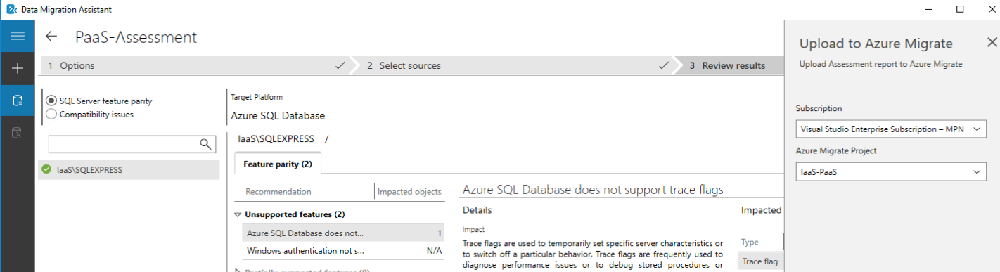 Data Migration Assistant
PaaS-Assessment
1 Options
2 Select sources
3 Review results
SQL Server feature parity
Compatibility issues
IaaS\SQLEXPRESS
Target Platform
Azure SQL Database
IaaS\SQLEXPRESS /
Feature parity (2)
Recommendation Impacted objects
Unsupported features (2)
Azure SQL Database does not... 1
Windows authentication not s... N/A
Partially supported features (0)
Azure SQL Database does not support trace flags
Details
Impact
Trace flags are used to temporarily set specific server characteristics or
to switch off a particular behavior. Trace flags are frequently used to
diagnose performance issues or to debug stored procedures or
Impacted
Type
Trace flag
Upload to Azure Migrate
Upload Assessment report to Azure Migrate
Subscription
Visual Studio Enterprise Subscription – MPN
Azure Migrate Project
IaaS-PaaS